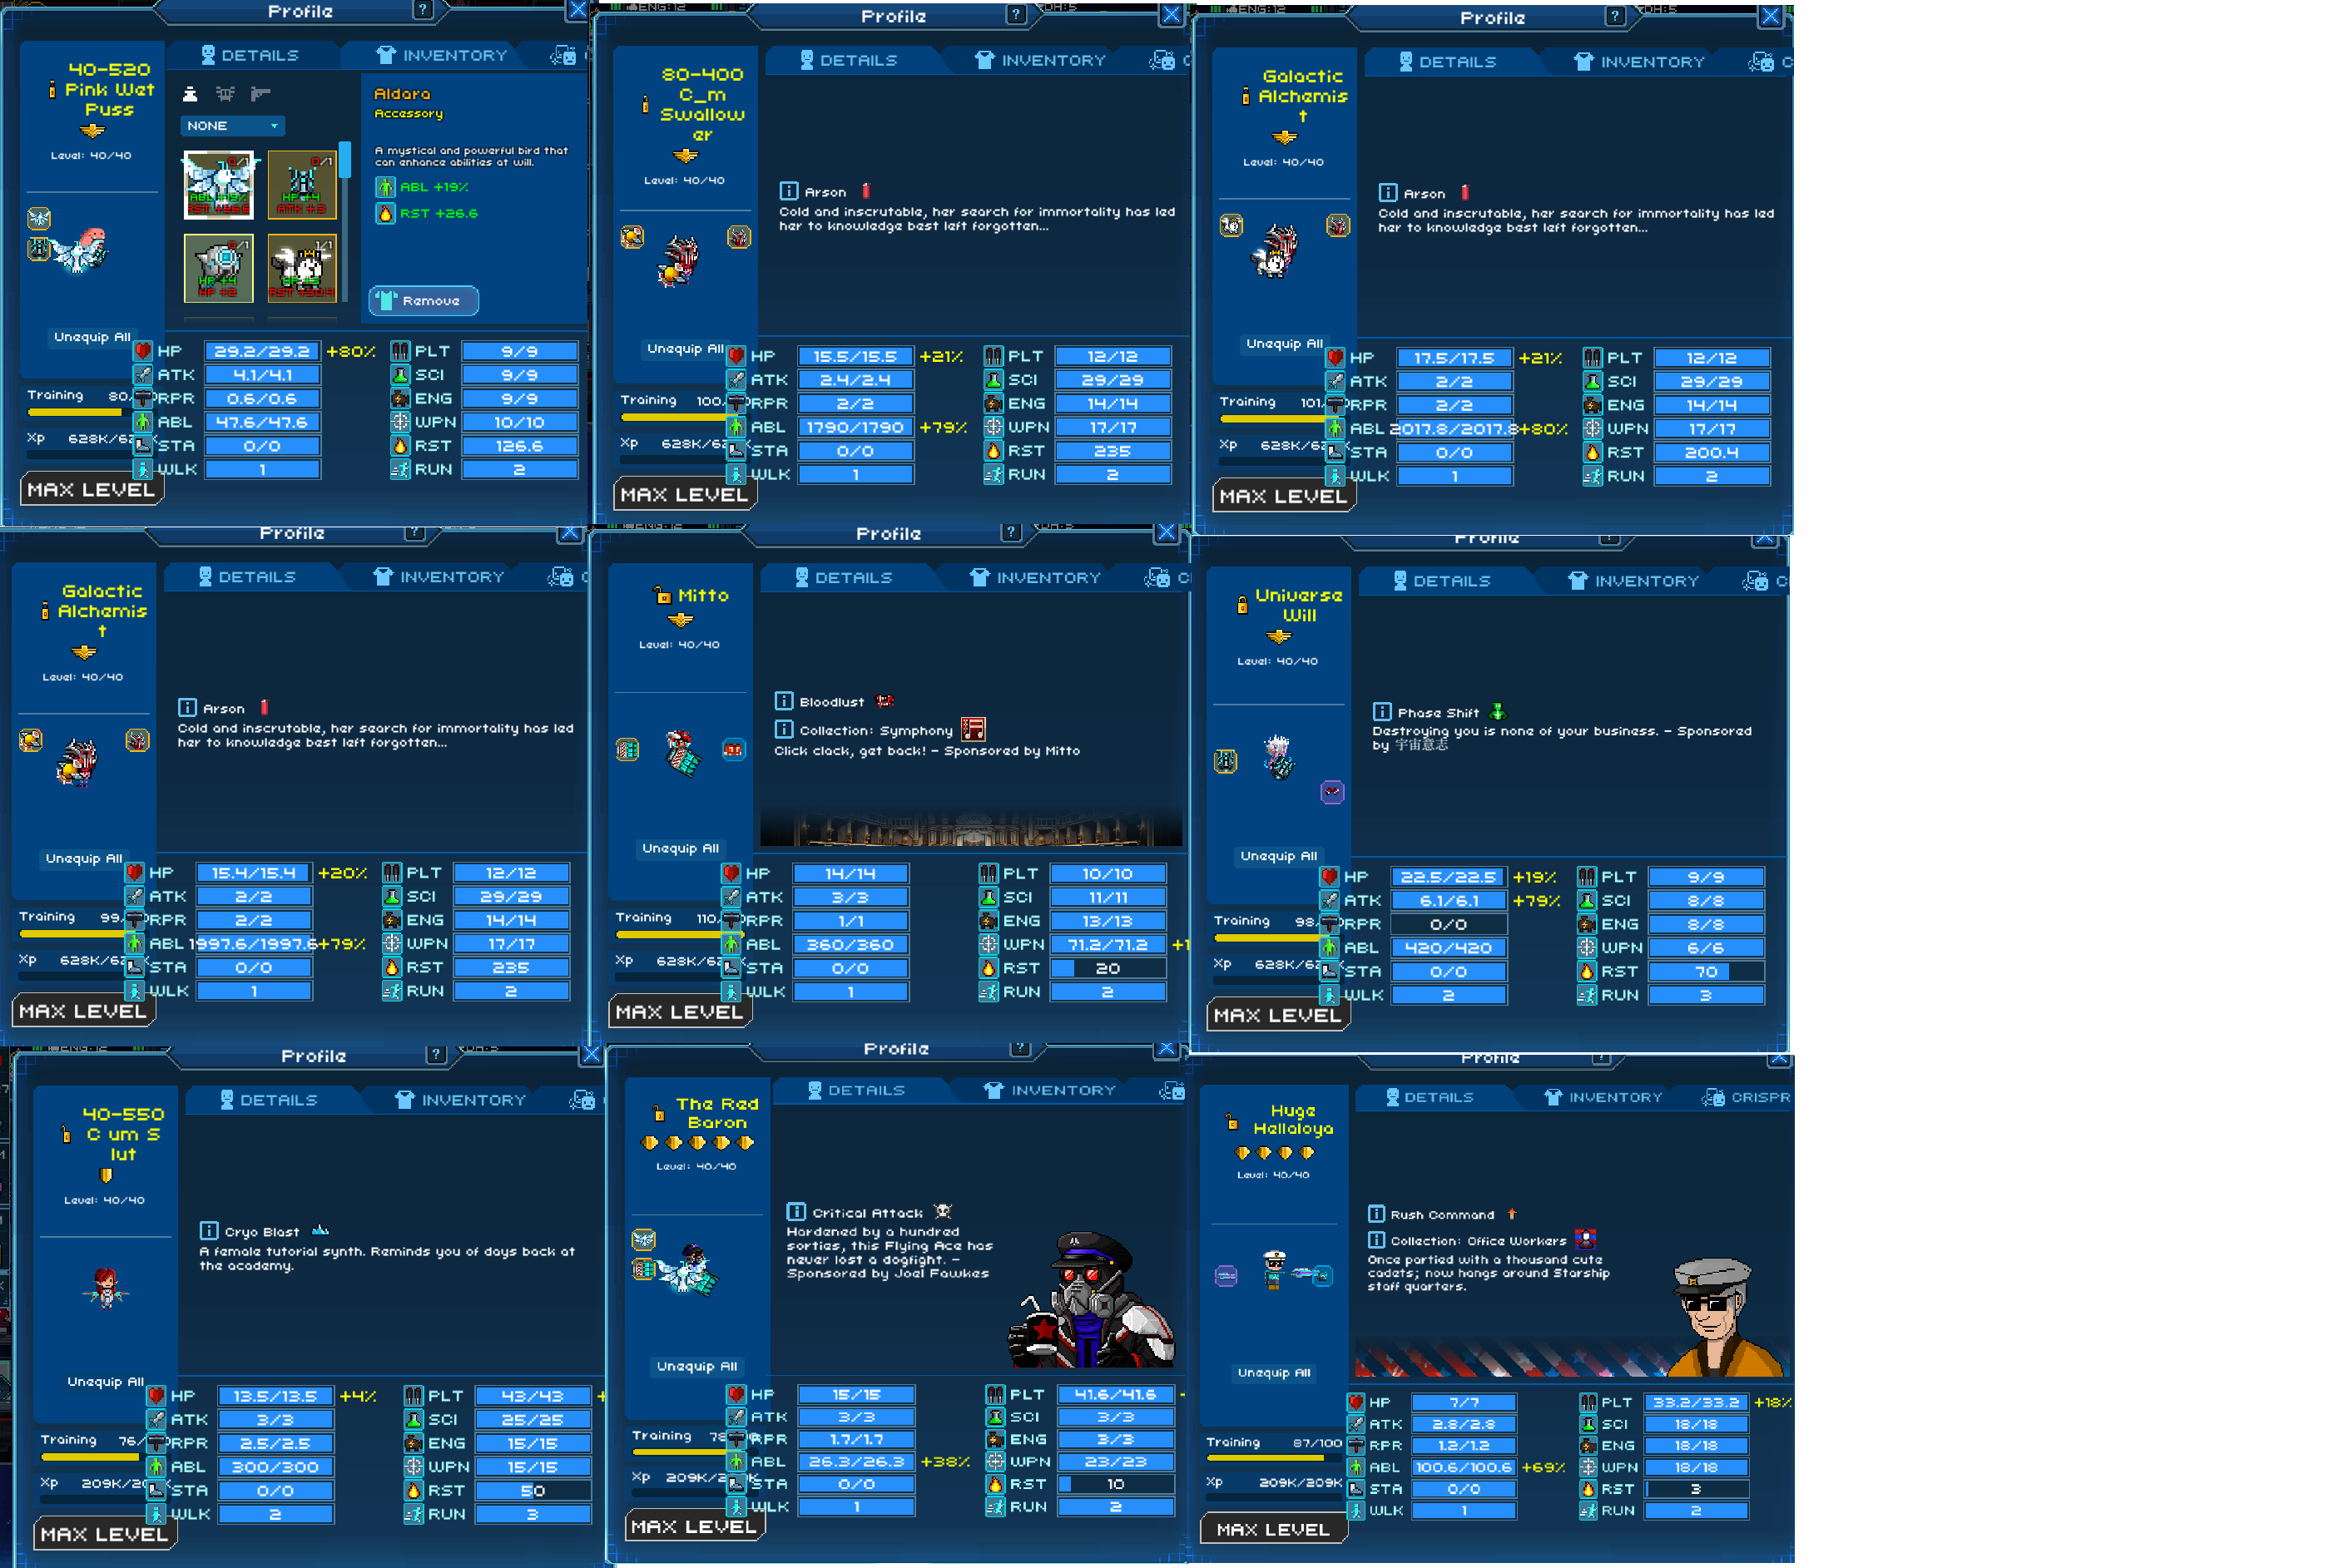 Profile
?
DETAILS
INVENTORY
40-520
Pink Wet
Puss
Level: 40/40
NONE
0/1
ABL +19%
0/1
HP +4
ATK +3
0/1
HP +4
HP +2
1/1
Aldara
Accessory
A mystical and powerful bird that
can enhance abilities at will.
ABL +19%
RST +26.6
Remove
Unequip All
HP 29.2/29.2 +80% PLT 9/9
ATK 4.1/4.1 SCI 9/9
Training 80. RPR 0.6/0.6 ENG 9/9
ABL 47.6/47.6 WPN 10/10
Xp 628K/62 STA 0/0 RST 126.6
WLK 1 RUN 2
MAX LEVEL
ENG:12
Profile
?
DETAILS
INVENTORY
C
80-400
C_m
Swallow
er
Level: 40/40
Arson
Cold and inscrutable, her search for immortality has led
her to knowledge best left forgotten...
Unequip All
HP 15.5/15.5 +21% PLT 12/12
ATK 2.4/2.4 SCI 29/29
Training 100. RPR 2/2 ENG 14/14
ABL 1790/1790 +79% WPN 17/17
Xp 628K/62 STA 0/0 RST 235
WLK 1 RUN 2
MAX LEVEL
ENG:12
Profile
?
DETAILS
INVENTORY
C
Galactic
Alchemis
t
Level: 40/40
Arson
Cold and inscrutable, her search for immortality has led
her to knowledge best left forgotten...
Unequip All
HP 17.5/17.5 +21% PLT 12/12
ATK 2/2 SCI 29/29
Training 101. RPR 2/2 ENG 14/14
ABL 2017.8/2017.8 +80% WPN 17/17
Xp 628K/62 STA 0/0 RST 200.4
WLK 1 RUN 2
MAX LEVEL
Profile
?
DETAILS
INVENTORY
C
Galactic
Alchemis
t
Level: 40/40
Arson
Cold and inscrutable, her search for immortality has led
her to knowledge best left forgotten...
Unequip All
HP 15.4/15.4 +20% PLT 12/12
ATK 2/2 SCI 29/29
Training 99. RPR 2/2 ENG 14/14
ABL 1997.6/1997.6 +79% WPN 17/17
Xp 628K/62 STA 0/0 RST 235
WLK 1 RUN 2
MAX LEVEL
Profile
?
DETAILS
INVENTORY
C
Mitto
Level: 40/40
Bloodlust
Collection: Symphony
Click clack, get back! - Sponsored by Mitto
Unequip All
HP 14/14 PLT 10/10
ATK 3/3 SCI 11/11
Training 110. RPR 1/1 ENG 13/13
ABL 360/360 WPN 71.2/71.2 +1
Xp 628K/62 STA 0/0 RST 20
WLK 1 RUN 2
MAX LEVEL
Profile
?
DETAILS
INVENTORY
C
Universe
Will
Level: 40/40
Phase Shift
Destroying you is none of your business. - Sponsored
by 宇宙意志
Unequip All
HP 22.5/22.5 +19% PLT 9/9
ATK 6.1/6.1 +79% SCI 8/8
Training 98. RPR 0/0 ENG 8/8
ABL 420/420 WPN 6/6
Xp 628K/62 STA 0/0 RST 70
WLK 2 RUN 3
MAX LEVEL
ENG:12
Profile
?
DETAILS
INVENTORY
40-550
C um S
lut
Level: 40/40
Cryo Blast
A female tutorial synth. Reminds you of days back at
the academy.
Unequip All
HP 13.5/13.5 +4% PLT 43/43 +
ATK 3/3 SCI 25/25
Training 76/ RPR 2.5/2.5 ENG 15/15
ABL 300/300 WPN 15/15
Xp 209K/20 STA 0/0 RST 50
WLK 2 RUN 3
MAX LEVEL
Profile
?
DETAILS
INVENTORY
The Red
Baron
Level: 40/40
Critical Attack
Hardened by a hundred
sorties, this Flying Ace has
never lost a dogfight. -
Sponsored by Joel Fawkes
Unequip All
HP 15/15 PLT 41.6/41.6
ATK 3/3 SCI 3/3
Training 78 RPR 1.7/1.7 ENG 3/3
ABL 26.3/26.3 +38% WPN 23/23
Xp 209K/2 STA 0/0 RST 10
WLK 1 RUN 2
MAX LEVEL
Profile
?
DETAILS
INVENTORY
CRISPR
Huge
Hellaloya
Level: 40/40
Rush Command
Collection: Office Workers
Once partied with a thousand cute
cadets; now hangs around Starship
staff quarters.
Unequip All
HP 7/7 PLT 33.2/33.2 +18%
ATK 2.8/2.8 SCI 18/18
Training 87/100 RPR 1.2/1.2 ENG 18/18
ABL 100.6/100.6 +69% WPN 18/18
Xp 209K/209K STA 0/0 RST 3
WLK 1 RUN 2
MAX LEVEL